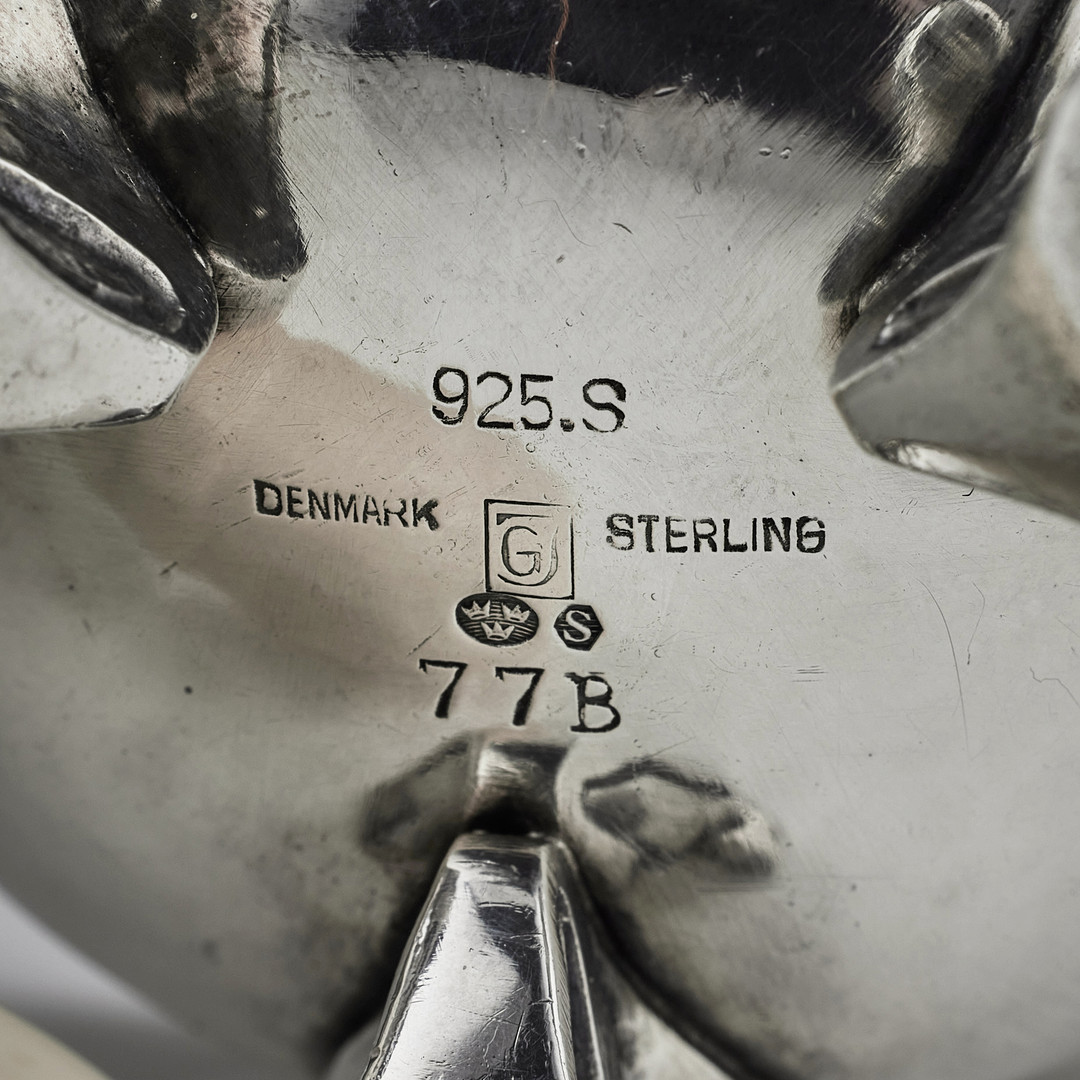 925.S
DENMARK GJ STERLING
S
77B